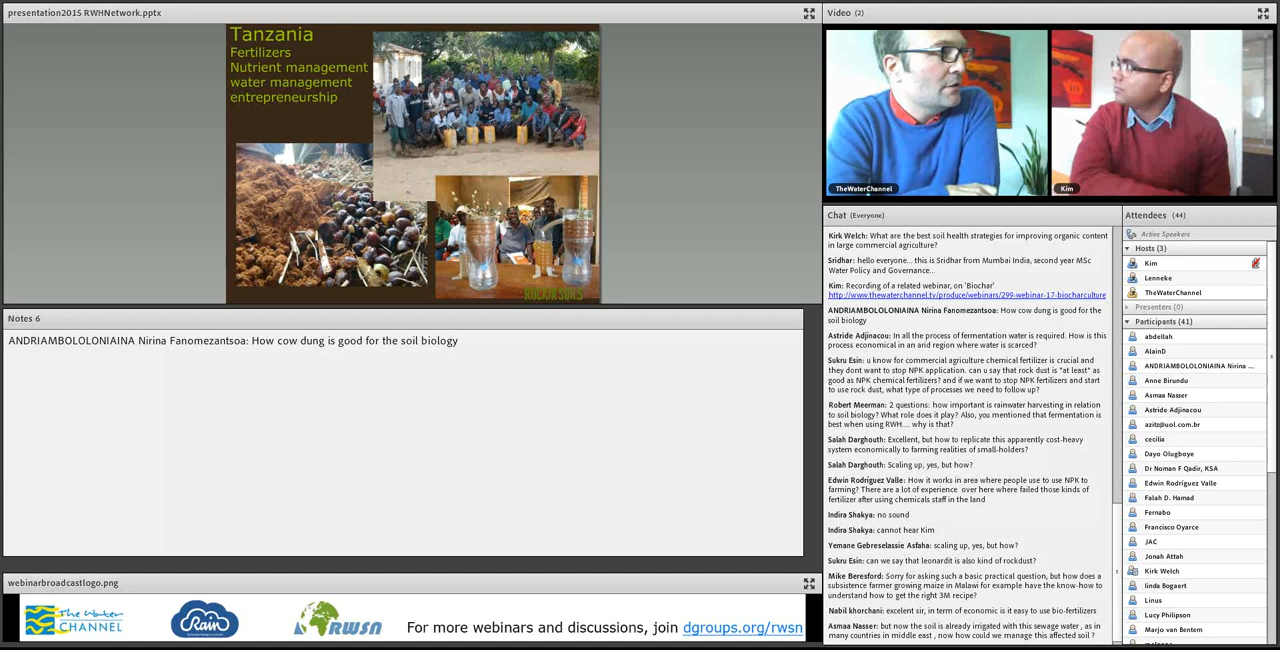 presentation2015 RWHNetwork.pptx
Tanzania
Fertilizers
Nutrient management
water management
entrepreneurship
ROCKINSOILS
Notes 6
ANDRIAMBOLOLONIAINA Nirina Fanomezantsoa: How cow dung is good for the soil biology
webinarbroadcastlogo.png
the Water
CHANNEL
Rain
RWSN
For more webinars and discussions, join dgroups.org/rwsn
Video (2)
TheWaterChannel
Kim
Chat (Everyone)
Kirk Welch: What are the best soil health strategies for improving organic content
in large commercial agriculture?
Sridhar: hello everyone... this is Sridhar from Mumbai India, second year MSc
Water Policy and Governance...
Kim: Recording of a related webinar, on 'Biochar'
http://www.thewaterchannel.tv/produce/webinars/299-webinar-17-biocharculture
ANDRIAMBOLOLONIAINA Nirina Fanomezantsoa: How cow dung is good for the
soil biology
Astride Adjinacou: In all the process of fermentation water is required. How is this
process economical in an arid region where water is scarced?
Sukru Esin: u know for commercial agriculture chemical fertilizer is crucial and
they dont want to stop NPK application. can u say that rock dust is "at least" as
good as NPK chemical fertilizers? and if we want to stop NPK fertilizers and start
to use rock dust, what type of processes we need to follow up?
Robert Meerman: 2 questions: how important is rainwater harvesting in relation
to soil biology? What role does it play? Also, you mentioned that fermentation is
best when using RWH.... why is that?
Salah Darghouth: Excellent, but how to replicate this apparently cost-heavy
system economically to farming realities of small-holders?
Salah Darghouth: Scaling up, yes, but how?
Edwin Rodríguez Valle: How it works in area where people use to use NPK to
farming? There are a lot of experience over here where failed those kinds of
fertilizer after using chemicals staff in the land
Indira Shakya: no sound
Indira Shakya: cannot hear Kim
Yemane Gebreselassie Asfaha: scaling up, yes, but how?
Sukru Esin: can we say that leonardit is also kind of rockdust?
Mike Beresford: Sorry for asking such a basic practical question, but how does a
subsistence farmer growing maize in Malawi for example have the know-how to
understand how to get the right 3M recipe?
Nabil khorchani: excelent sir, in term of economic is it easy to use bio-fertilizers
Asmaa Nasser: but now the soil is already irrigated with this sewage water , as in
many countries in middle east , now how could we manage this affected soil ?
Attendees (44)
Active Speakers
Hosts (3)
Kim
Lenneke
TheWaterChannel
Presenters (0)
Participants (41)
abdellah
AlainD
ANDRIAMBOLOLONIAINA Nirina ...
Anne Birundu
Asmaa Nasser
Astride Adjinacou
azitz@uol.com.br
cecilia
Dayo Olugboye
Dr Noman F Qadir, KSA
Edwin Rodríguez Valle
Falah D. Hamad
Fernabo
Francisco Oyarce
JAC
Jonah Attah
Kirk Welch
linda Bogaert
Linus
Lucy Philipson
Marjo van Bentem